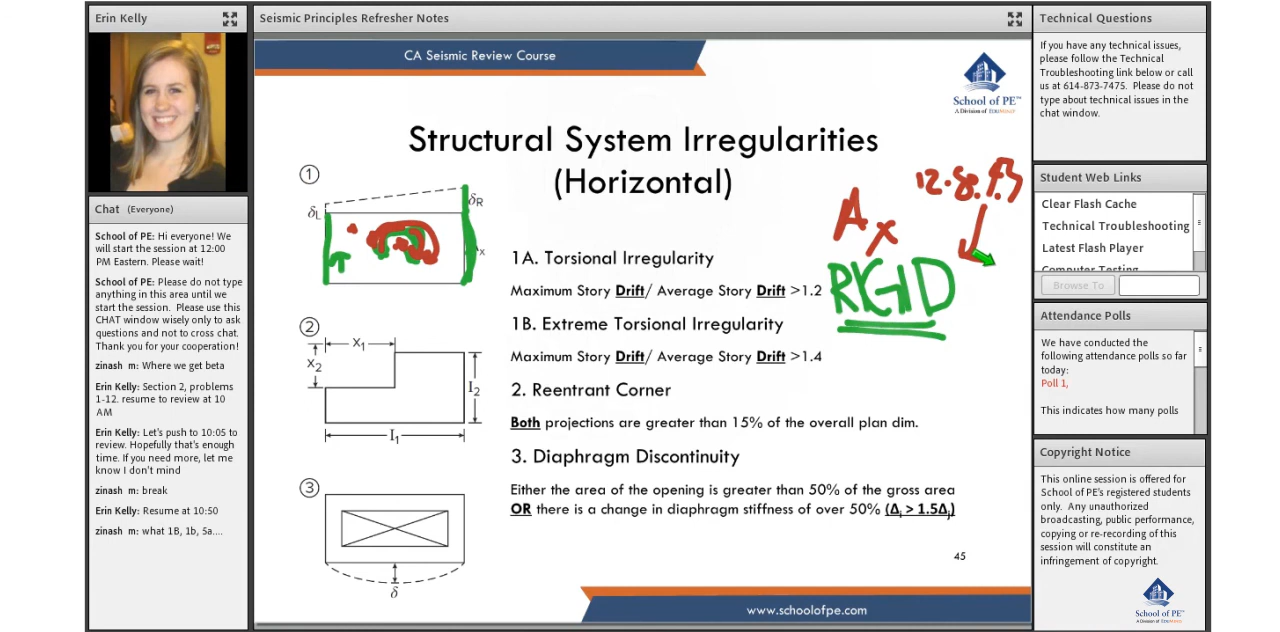 Erin Kelly
Chat (Everyone)
School of PE: Hi everyone! We
will start the session at 12:00
PM Eastern. Please wait!
School of PE: Please do not type
anything in this area until we
start the session. Please use this
CHAT window wisely only to ask
questions and not to cross chat.
Thank you for your cooperation!
zinash m: Where we get beta
Erin Kelly: Section 2, problems
1-12. resume to review at 10
AM
Erin Kelly: Let's push to 10:05 to
review. Hopefully that's enough
time. If you need more, let me
know I don't mind
zinash m: break
Erin Kelly: Resume at 10:50
zinash m: what 1B, 1b, 5a....
Seismic Principles Refresher Notes
CA Seismic Review Course
School of PE™
A Division of EduMind
Structural System Irregularities
(Horizontal)
1
δL
δR
x
Ax
12.8.4.3
RIGID
1A. Torsional Irregularity
Maximum Story Drift/ Average Story Drift >1.2
1B. Extreme Torsional Irregularity
Maximum Story Drift/ Average Story Drift >1.4
2
x1
x2
I2
I1
2. Reentrant Corner
Both projections are greater than 15% of the overall plan dim.
3. Diaphragm Discontinuity
3
Either the area of the opening is greater than 50% of the gross area
OR there is a change in diaphragm stiffness of over 50% (Δi > 1.5Δj)
δ
45
www.schoolofpe.com
Technical Questions
If you have any technical issues,
please follow the Technical
Troubleshooting link below or call
us at 614-873-7475. Please do not
type about technical issues in the
chat window.
Student Web Links
Clear Flash Cache
Technical Troubleshooting
Latest Flash Player
Computer Testing
Browse To
Attendance Polls
We have conducted the
following attendance polls so far
today:
Poll 1,
This indicates how many polls
Copyright Notice
This online session is offered for
School of PE's registered students
only. Any unauthorized
broadcasting, public performance,
copying or re-recording of this
session will constitute an
infringement of copyright.
School of PE™
A Division of EduMind